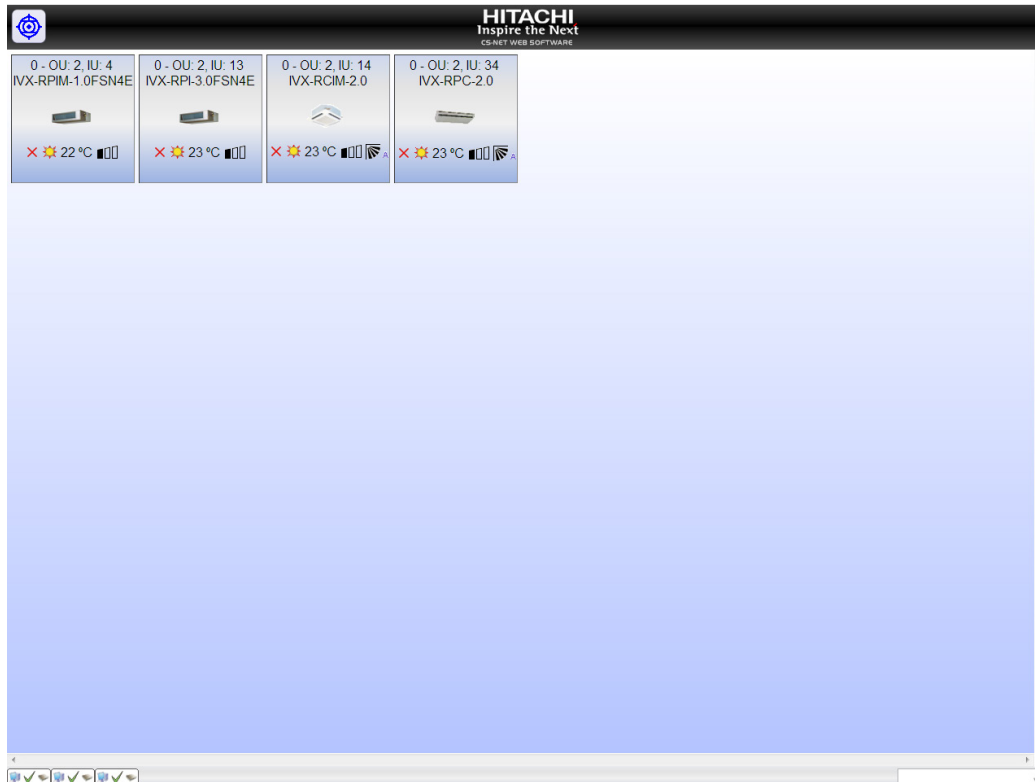 HITACHI
Inspire the Next
CS-NET WEB SOFTWARE
0 - OU: 2, IU: 4
IVX-RPIM-1.0FSN4E
22 ºC
0 - OU: 2, IU: 13
IVX-RPI-3.0FSN4E
23 ºC
0 - OU: 2, IU: 14
IVX-RCIM-2.0
23 ºC A
0 - OU: 2, IU: 34
IVX-RPC-2.0
23 ºC A